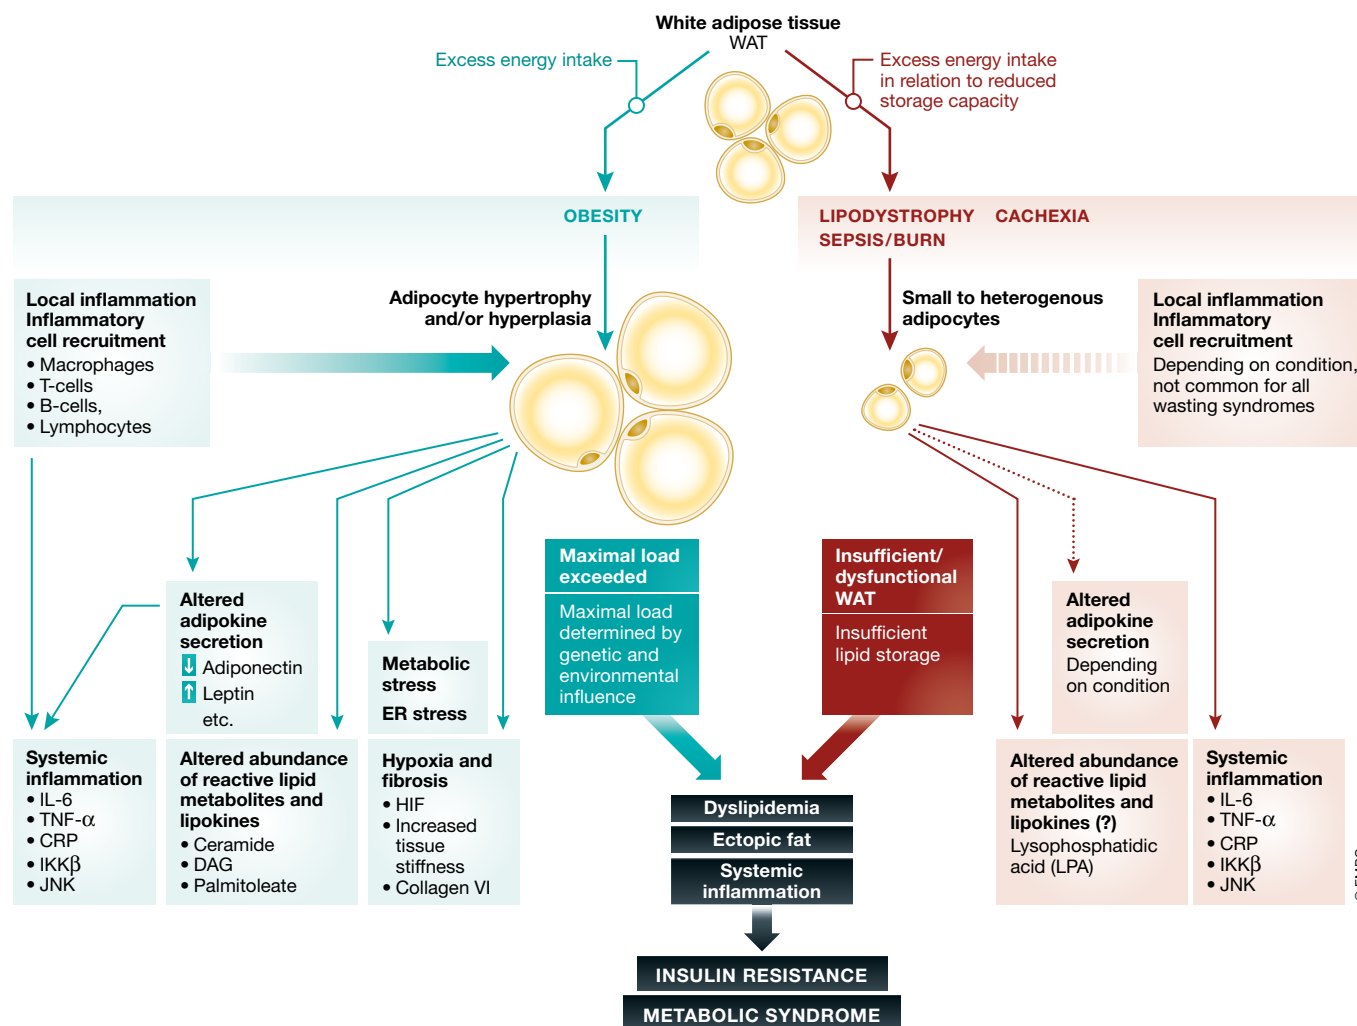 White adipose tissue
WAT
Excess energy intake
Excess energy intake
in relation to reduced
storage capacity
OBESITY
LIPODYSTROPHY CACHEXIA
SEPSIS/BURN
Local inflammation
Inflammatory
cell recruitment
• Macrophages
• T-cells
• B-cells,
• Lymphocytes
Adipocyte hypertrophy
and/or hyperplasia
Small to heterogenous
adipocytes
Local inflammation
Inflammatory
cell recruitment
Depending on condition,
not common for all
wasting syndromes
Altered
adipokine
secretion
↓ Adiponectin
↑ Leptin
etc.
Metabolic
stress
ER stress
Maximal load
exceeded
Maximal load
determined by
genetic and
environmental
influence
Insufficient/
dysfunctional
WAT
Insufficient
lipid storage
Altered
adipokine
secretion
Depending
on condition
Systemic
inflammation
• IL-6
• TNF-α
• CRP
• IKKβ
• JNK
Altered abundance
of reactive lipid
metabolites and
lipokines
• Ceramide
• DAG
• Palmitoleate
Hypoxia and
fibrosis
• HIF
• Increased
tissue
stiffness
• Collagen VI
Dyslipidemia
Ectopic fat
Systemic
inflammation
INSULIN RESISTANCE
METABOLIC SYNDROME
Altered abundance
of reactive lipid
metabolites and
lipokines (?)
Lysophosphatidic
acid (LPA)
Systemic
inflammation
• IL-6
• TNF-α
• CRP
• IKKβ
• JNK